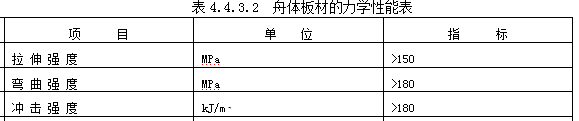 表4.4.3.2 舟体板材的力学性能表
项 目 单 位 指 标
拉伸强度 MPa >150
弯曲强度 MPa >180
冲击强度 kJ/m >180